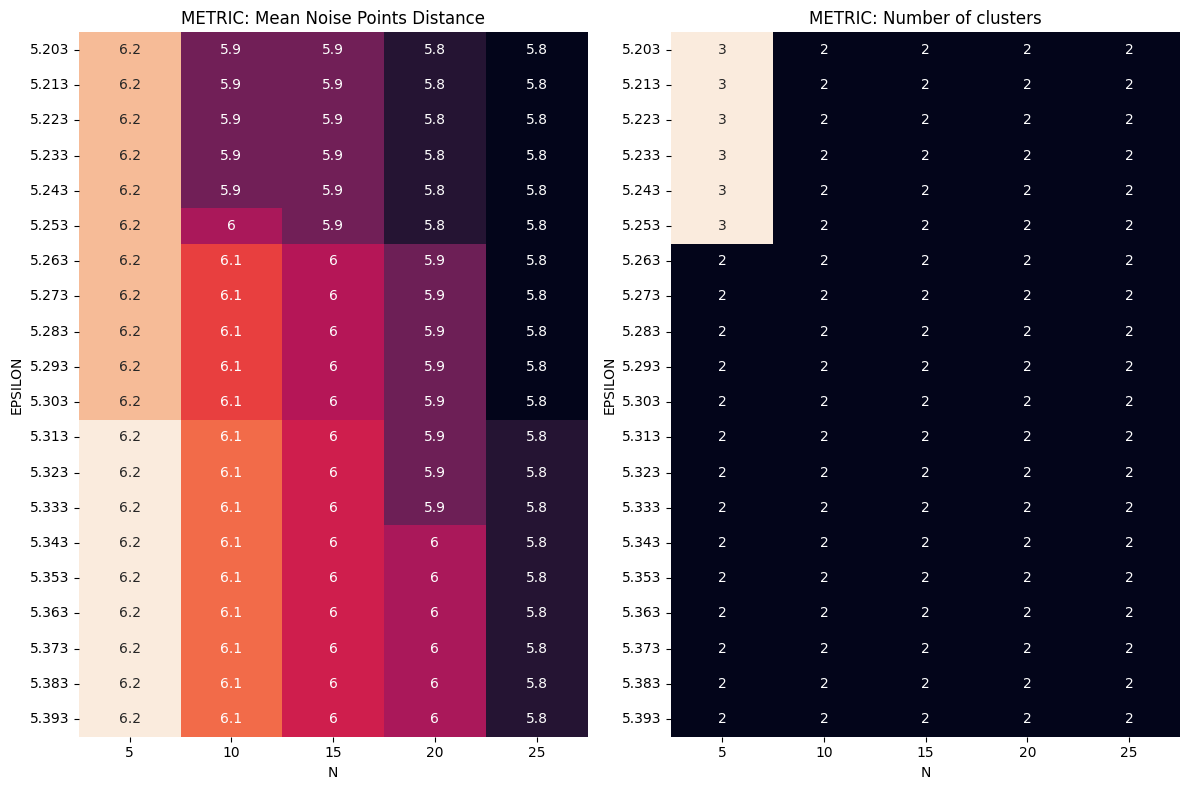 METRIC: Mean Noise Points Distance
5.203 6.2 5.9 5.9 5.8 5.8
5.213 6.2 5.9 5.9 5.8 5.8
5.223 6.2 5.9 5.9 5.8 5.8
5.233 6.2 5.9 5.9 5.8 5.8
5.243 6.2 5.9 5.9 5.8 5.8
5.253 6.2 6 5.9 5.8 5.8
5.263 6.2 6.1 6 5.9 5.8
5.273 6.2 6.1 6 5.9 5.8
5.283 6.2 6.1 6 5.9 5.8
5.293 6.2 6.1 6 5.9 5.8
5.303 6.2 6.1 6 5.9 5.8
5.313 6.2 6.1 6 5.9 5.8
5.323 6.2 6.1 6 5.9 5.8
5.333 6.2 6.1 6 5.9 5.8
5.343 6.2 6.1 6 6 5.8
5.353 6.2 6.1 6 6 5.8
5.363 6.2 6.1 6 6 5.8
5.373 6.2 6.1 6 6 5.8
5.383 6.2 6.1 6 6 5.8
5.393 6.2 6.1 6 6 5.8
5 10 15 20 25
N
EPSILON
METRIC: Number of clusters
5.203 3 2 2 2 2
5.213 3 2 2 2 2
5.223 3 2 2 2 2
5.233 3 2 2 2 2
5.243 3 2 2 2 2
5.253 3 2 2 2 2
5.263 2 2 2 2 2
5.273 2 2 2 2 2
5.283 2 2 2 2 2
5.293 2 2 2 2 2
5.303 2 2 2 2 2
5.313 2 2 2 2 2
5.323 2 2 2 2 2
5.333 2 2 2 2 2
5.343 2 2 2 2 2
5.353 2 2 2 2 2
5.363 2 2 2 2 2
5.373 2 2 2 2 2
5.383 2 2 2 2 2
5.393 2 2 2 2 2
5 10 15 20 25
N
EPSILON